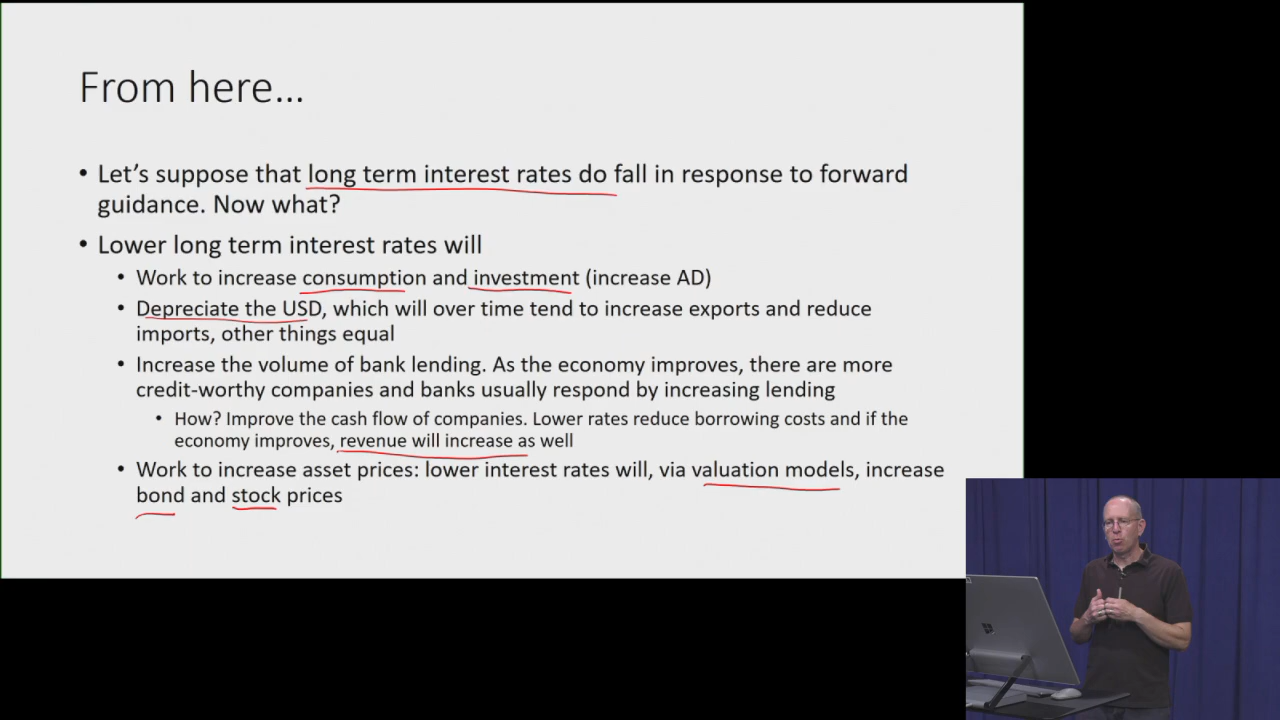 From here...
• Let’s suppose that long term interest rates do fall in response to forward
guidance. Now what?
• Lower long term interest rates will
• Work to increase consumption and investment (increase AD)
• Depreciate the USD, which will over time tend to increase exports and reduce
imports, other things equal
• Increase the volume of bank lending. As the economy improves, there are more
credit-worthy companies and banks usually respond by increasing lending
• How? Improve the cash flow of companies. Lower rates reduce borrowing costs and if the
economy improves, revenue will increase as well
• Work to increase asset prices: lower interest rates will, via valuation models, increase
bond and stock prices